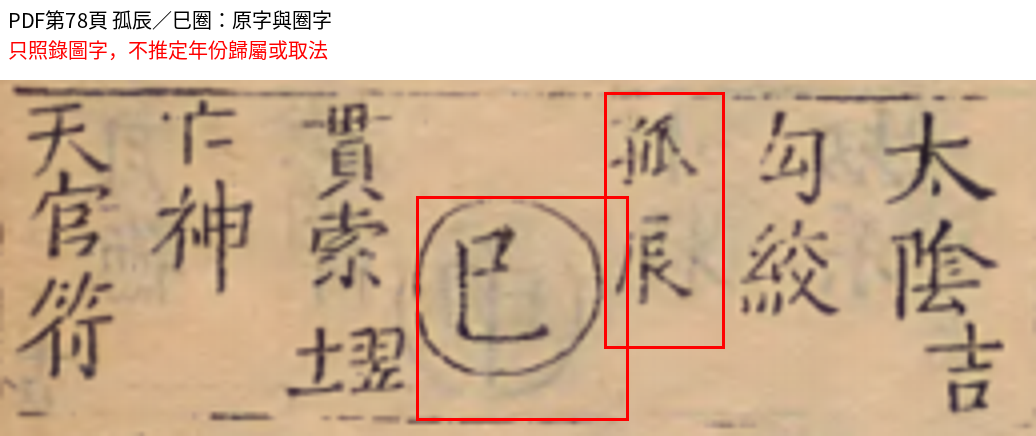 PDF第78頁 孤辰／巳圈：原字與圈字
只照錄圖字，不推定年份歸屬或取法
太陰吉
勾絞
孤辰
巳
貫索
亡神
天官符